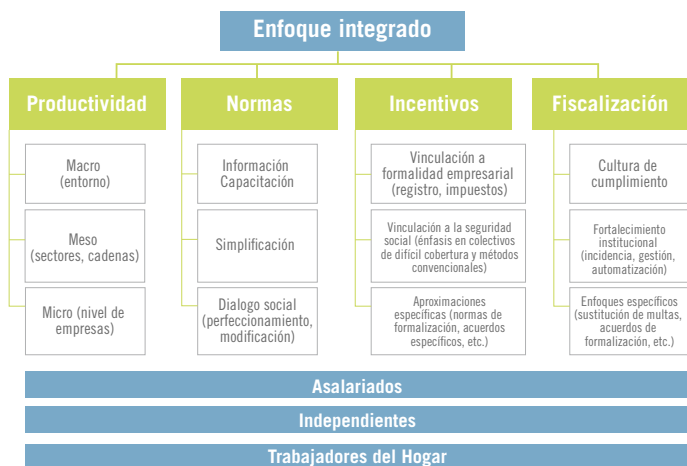 Enfoque integrado
Productividad
Macro
(entorno)
Meso
(sectores, cadenas)
Micro (nivel de
empresas)
Normas
Información
Capacitación
Simplificación
Dialogo social
(perfeccionamiento,
modificación)
Incentivos
Vinculación a
formalidad empresarial
(registro, impuestos)
Vinculación a la seguridad
social (énfasis en colectivos
de difícil cobertura y métodos
convencionales)
Aproximaciones
específicas (normas de
formalización, acuerdos
específicos, etc.)
Fiscalización
Cultura de
cumplimiento
Fortalecimiento
institucional
(incidencia, gestión,
automatización)
Enfoques específicos
(sustitución de multas,
acuerdos de
formalización, etc.)
Asalariados
Independientes
Trabajadores del Hogar